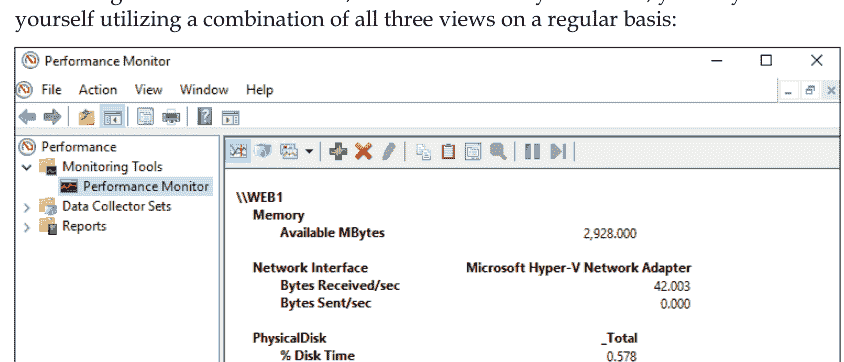 yourself utilizing a combination of all three views on a regular basis:
Performance Monitor
File Action View Window Help
Performance
Monitoring Tools
Performance Monitor
Data Collector Sets
Reports
\\WEB1
Memory
Available MBytes 2,928.000
Network Interface Microsoft Hyper-V Network Adapter
Bytes Received/sec 42.003
Bytes Sent/sec 0.000
PhysicalDisk _Total
% Disk Time 0.578